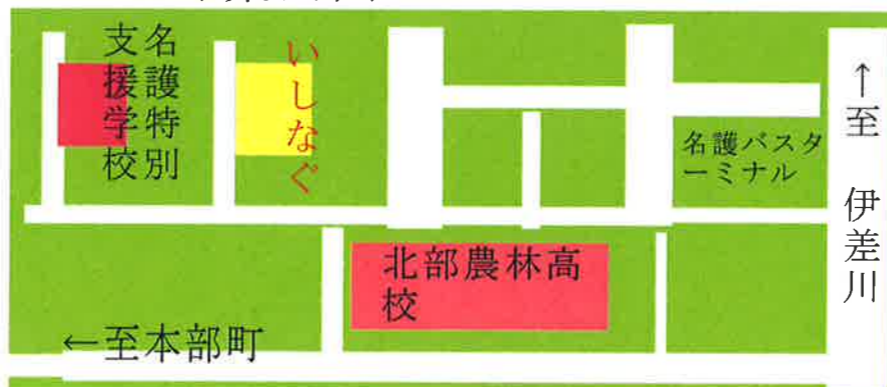 名護特別
支援学校
いしなぐ
名護バスタ
ーミナル
↑至 伊差川
北部農林高
校
←至本部町